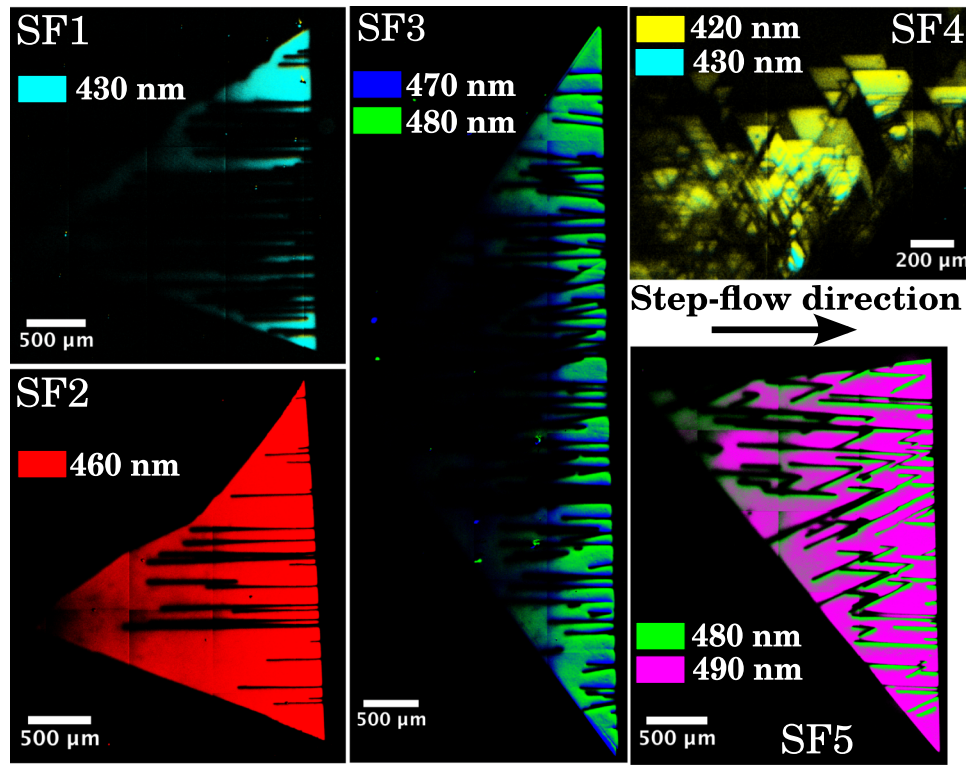 SF1
430 nm
500 µm
SF2
460 nm
500 µm
SF3
470 nm
480 nm
500 µm
SF4
420 nm
430 nm
200 µm
Step-flow direction
480 nm
490 nm
500 µm
SF5